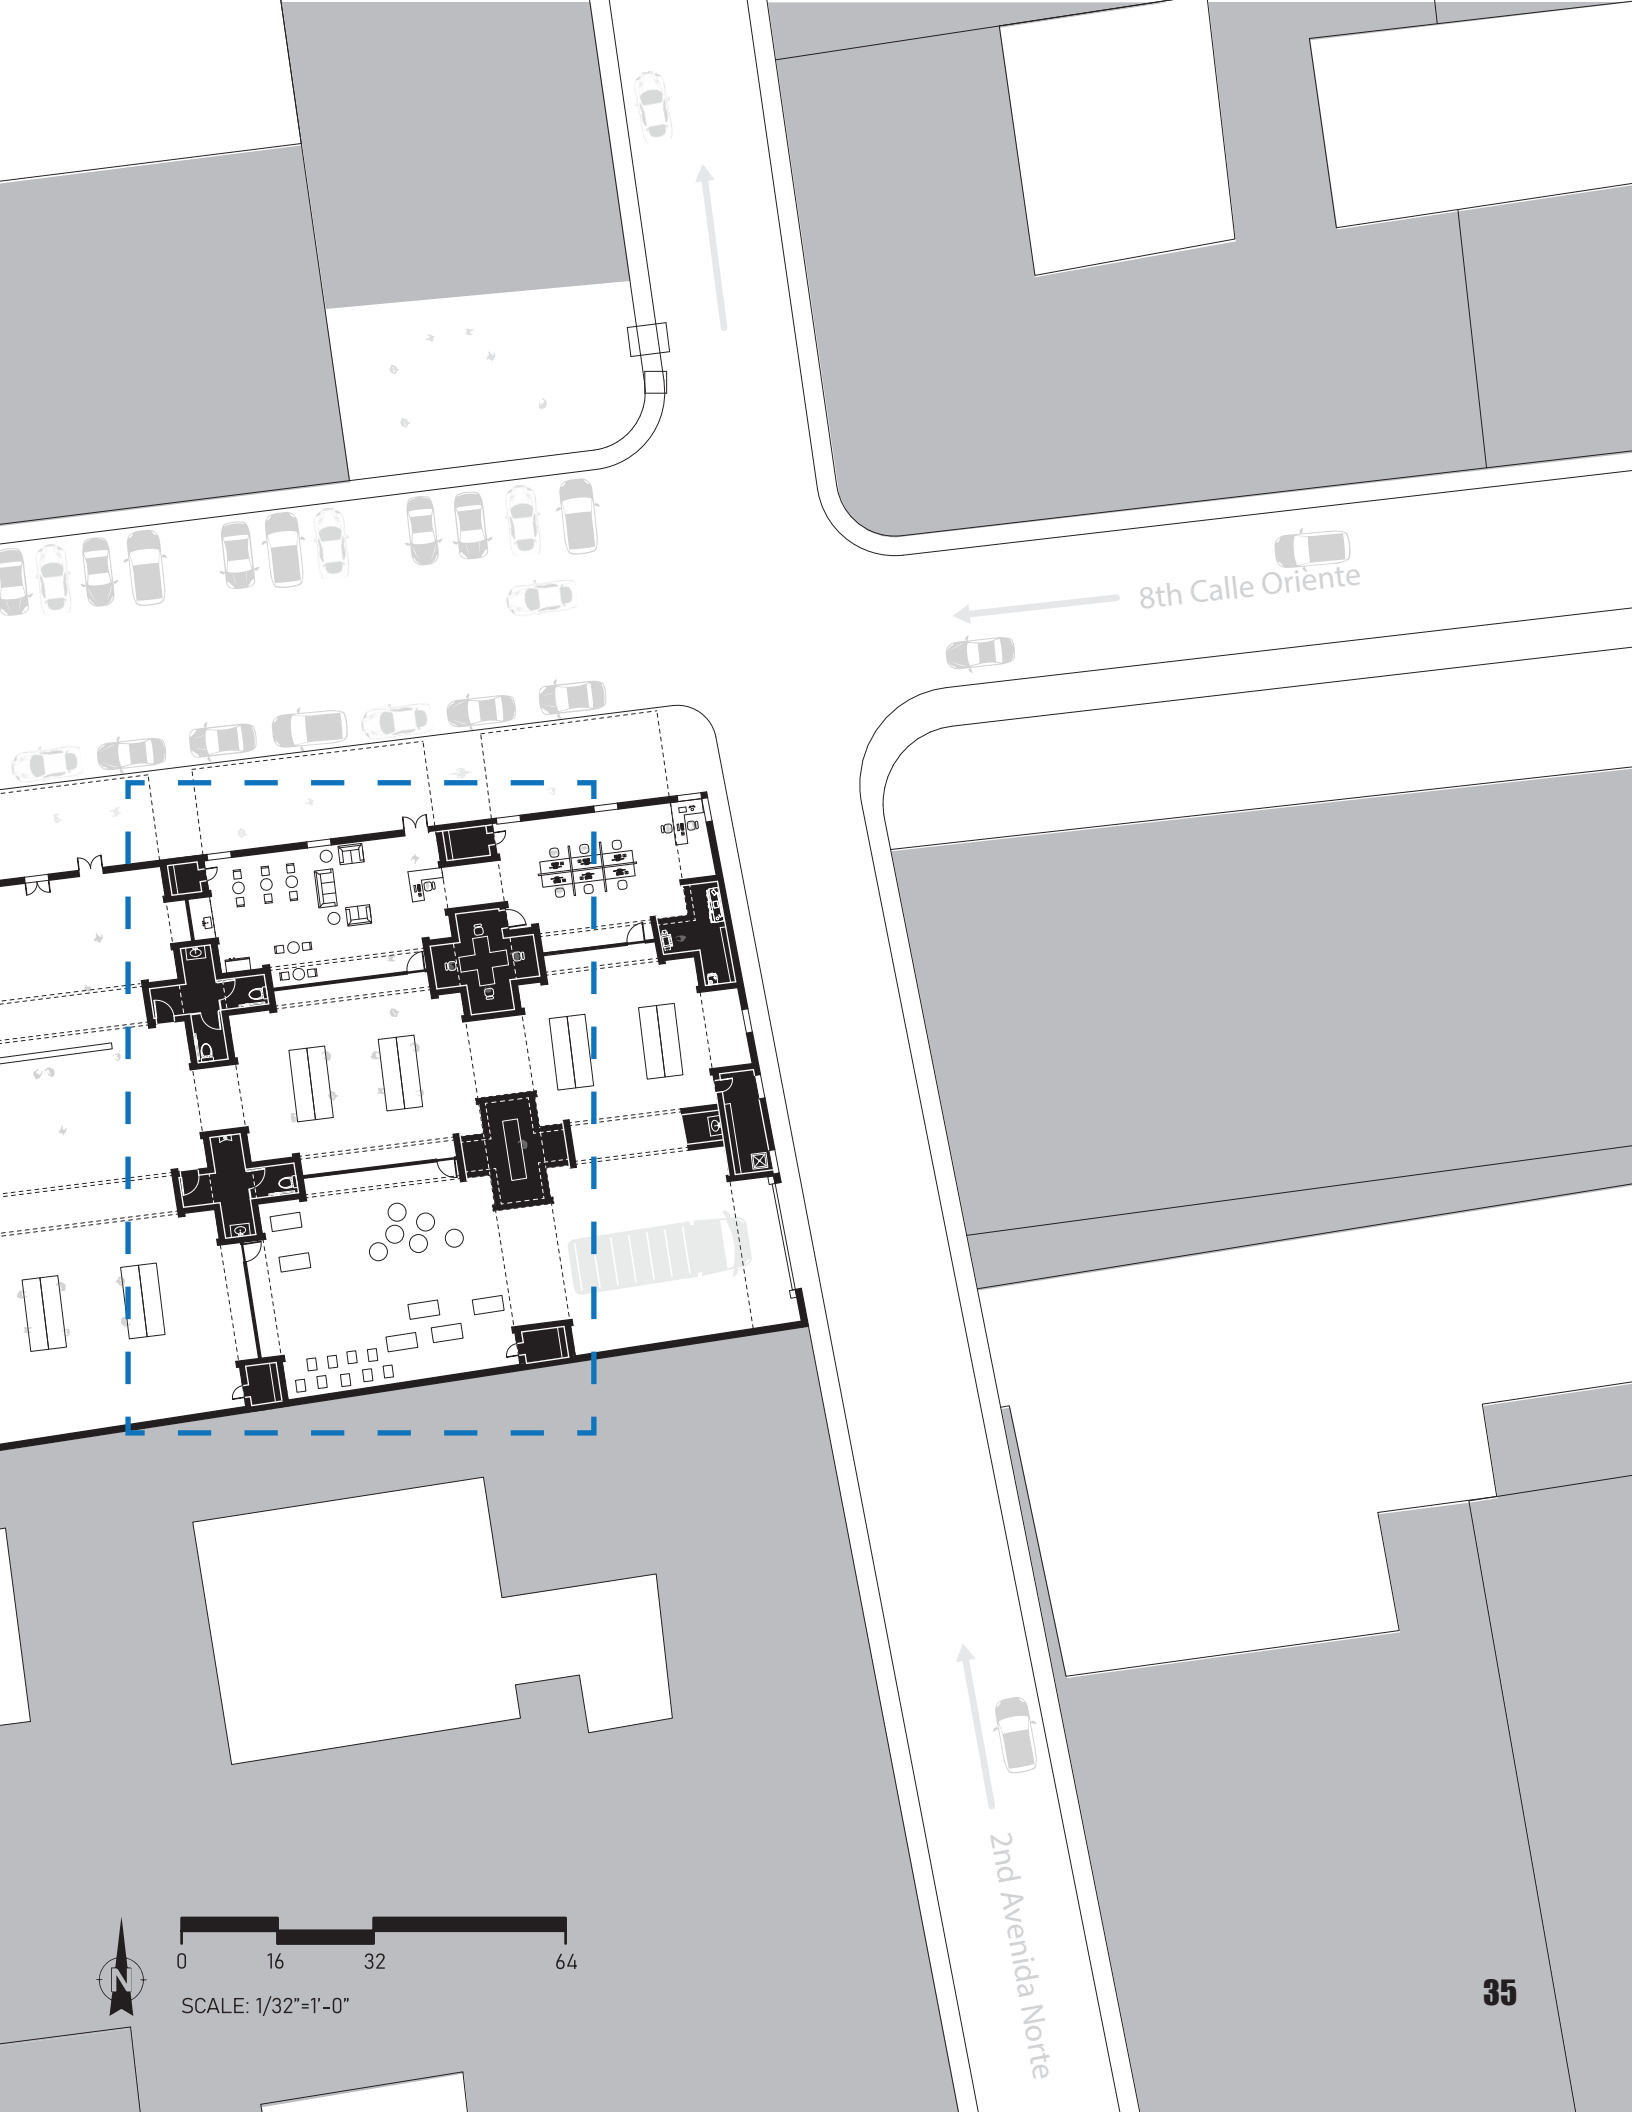 8th Calle Oriente
2nd Avenida Norte
0 16 32 64
N
SCALE: 1/32"=1'-0"
35